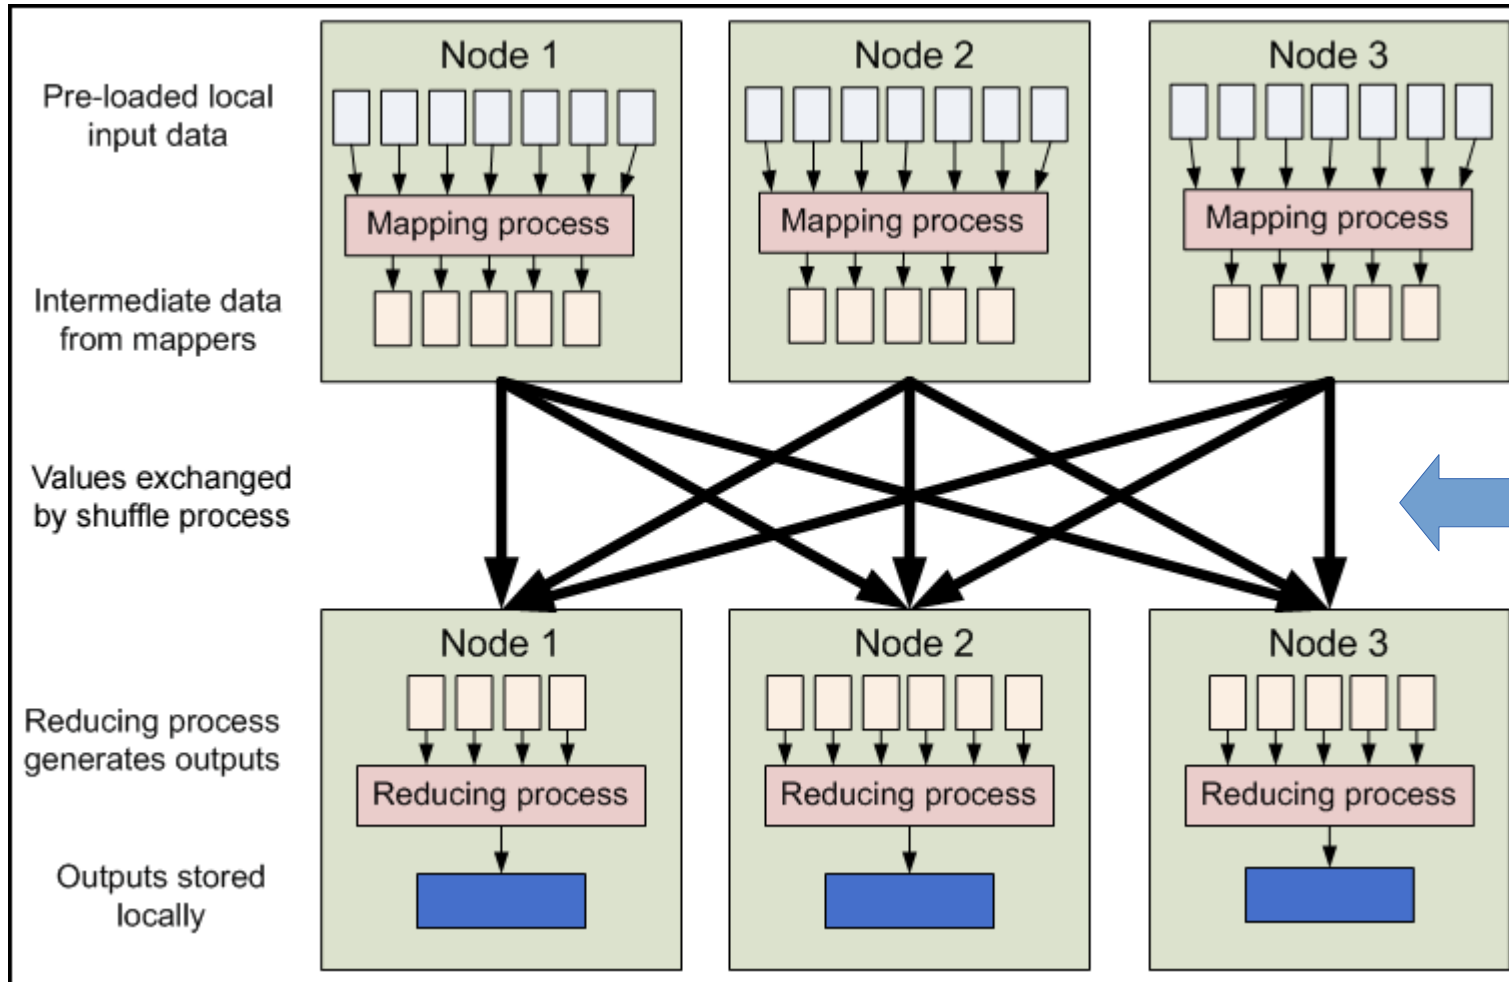 Node 1
Node 2
Node 3
Pre-loaded local
input data
Mapping process
Mapping process
Mapping process
Intermediate data
from mappers
Values exchanged
by shuffle process
Node 1
Node 2
Node 3
Reducing process
generates outputs
Reducing process
Reducing process
Reducing process
Outputs stored
locally